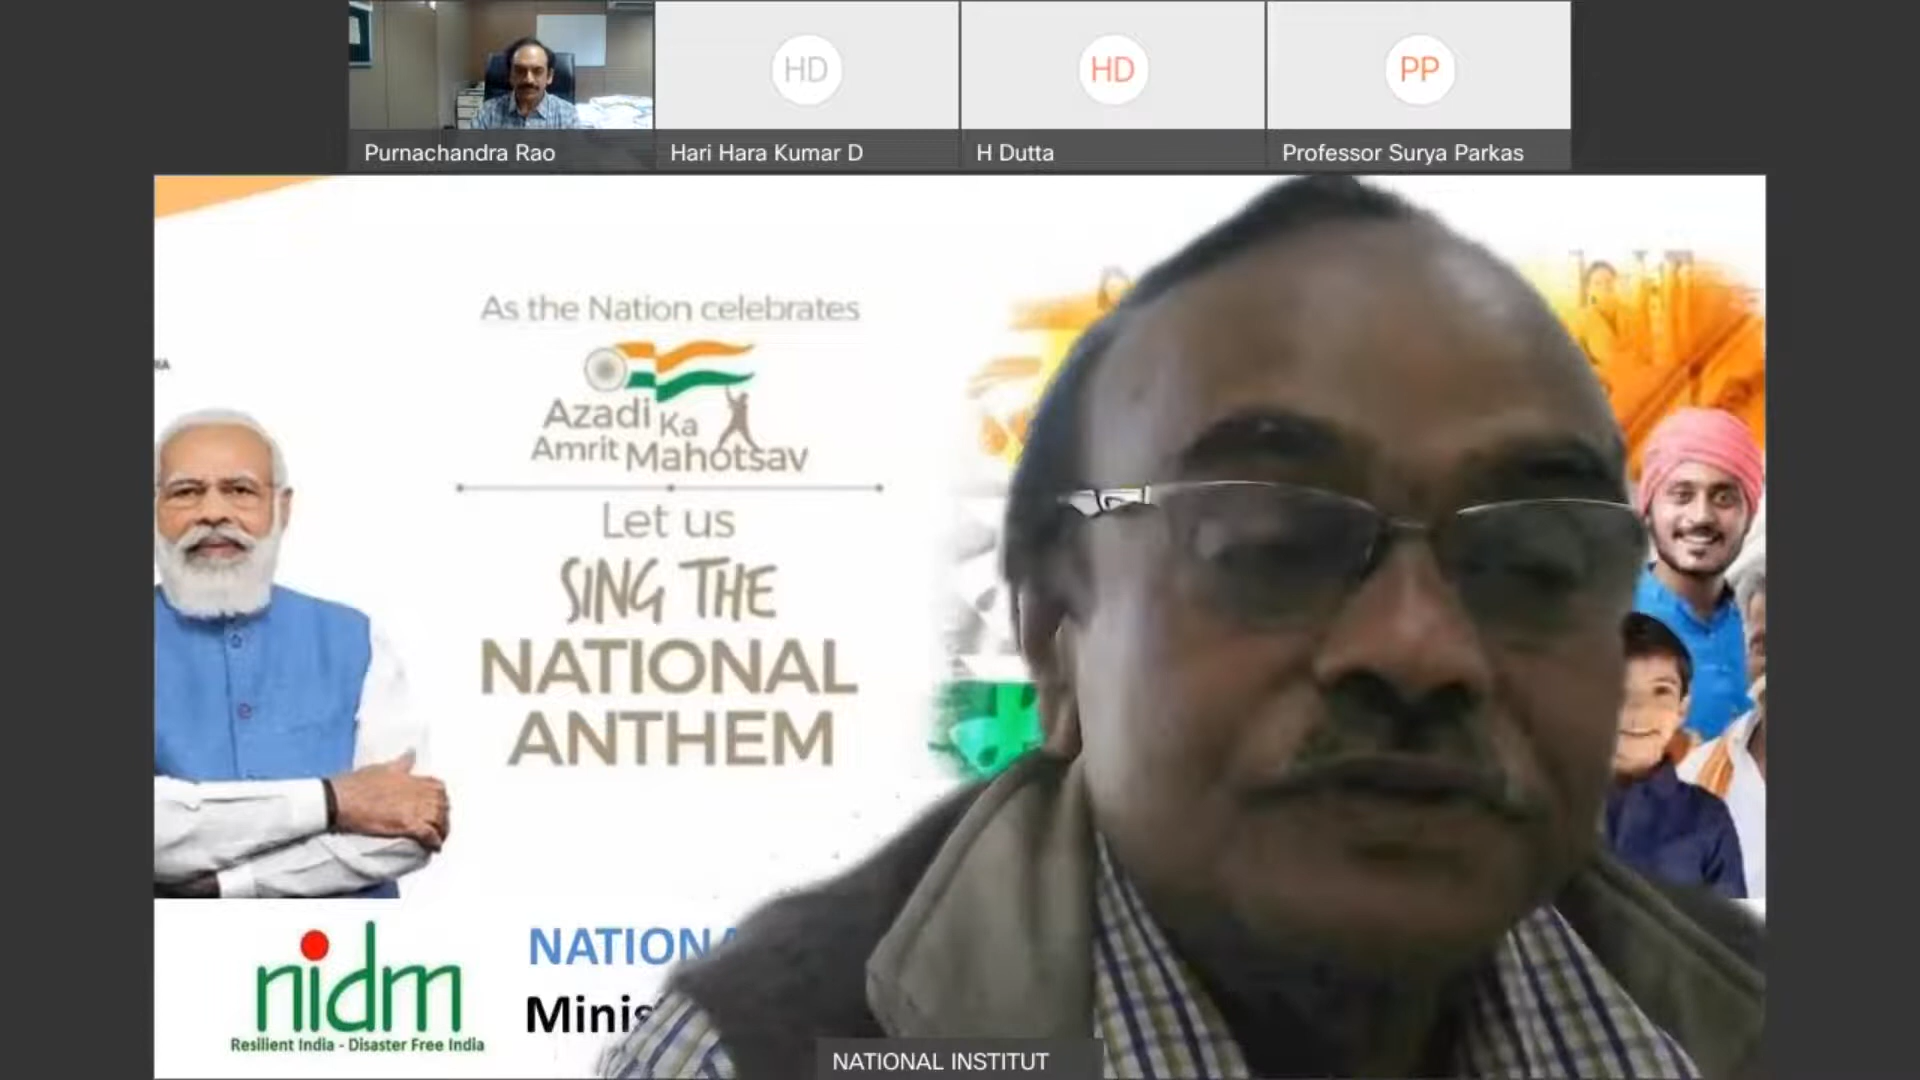 HD
HD
PP
Purnachandra Rao
Hari Hara Kumar D
H Dutta
Professor Surya Parkas
As the Nation celebrates
Azadi Ka
Amrit Mahotsav
Let us
SING THE
NATIONAL
ANTHEM
nidm
Resilient India - Disaster Free India
NATIONA
Minis
NATIONAL INSTITUT